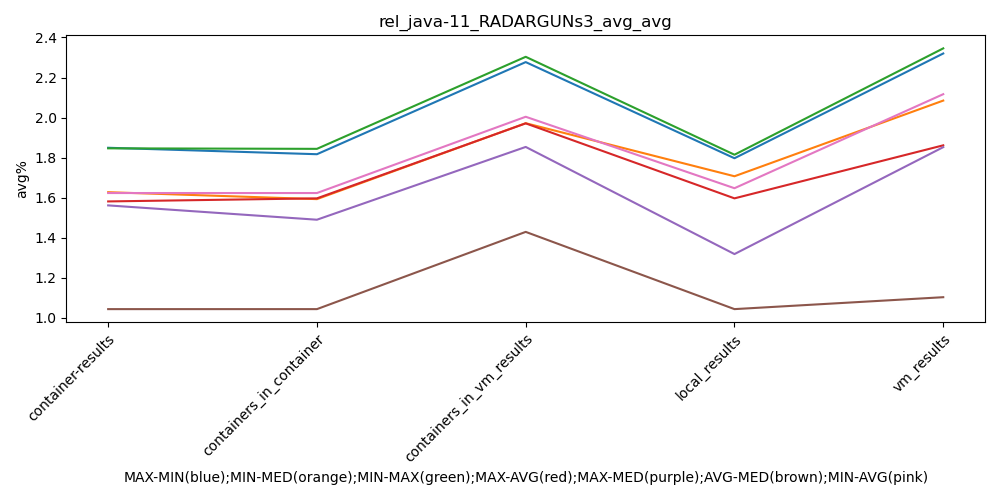 rel_java-11_RADARGUNs3_avg_avg
avg%
2.4
2.2
2.0
1.8
1.6
1.4
1.2
1.0
container-results
containers_in_container
containers_in_vm_results
local_results
vm_results
MAX-MIN(blue);MIN-MED(orange);MIN-MAX(green);MAX-AVG(red);MAX-MED(purple);AVG-MED(brown);MIN-AVG(pink)